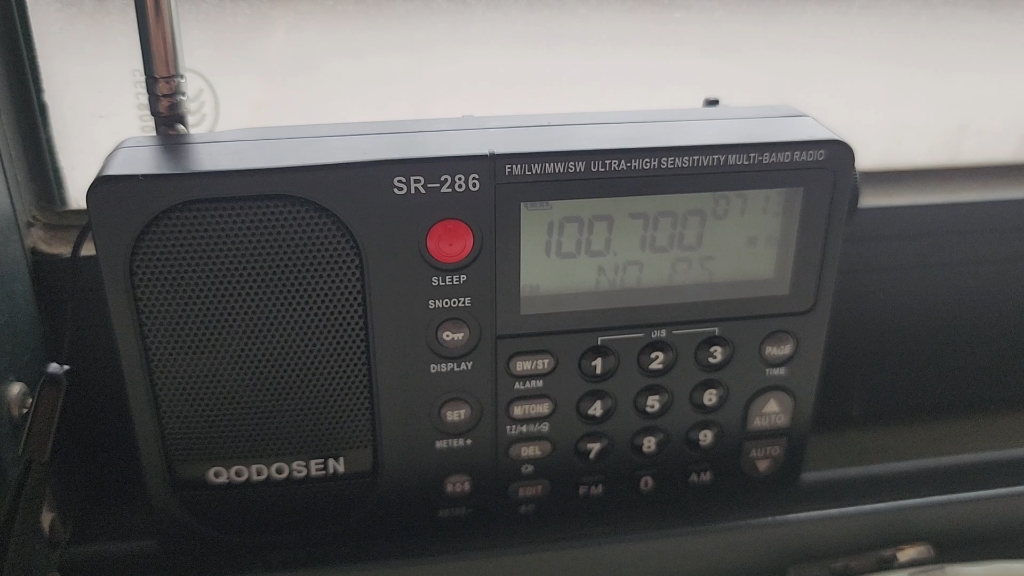 FM/LW/MW/SW ULTRA-HIGH SENSITIVITY MULTI-BAND RADIO
SR–286
100.700
NO PS
SLEEP
SNOOZE
DISPLAY
SET
METER+
DIS
BW/ST
1
2
3
PAGE
ALARM
TIME
M/TONE
4
5
6
AUTO
DEL
7
8
9
AUTO
EDIT
FM
0
AM
QODOSEN